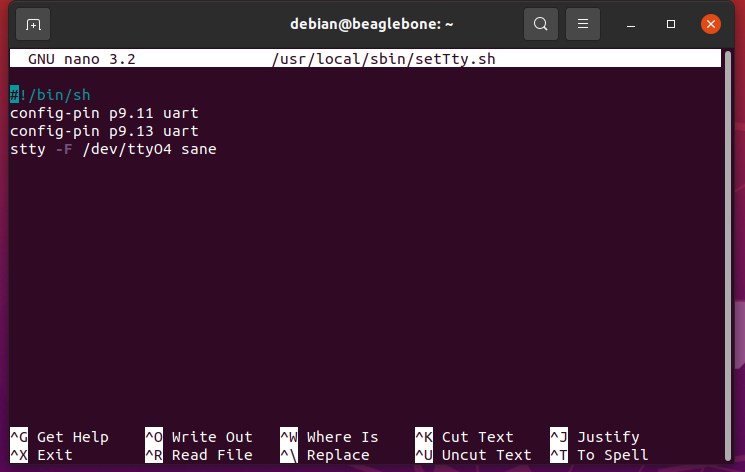 debian@beaglebone: ~
GNU nano 3.2 /usr/local/sbin/setTty.sh
#!/bin/sh
config-pin p9.11 uart
config-pin p9.13 uart
stty -F /dev/ttyO4 sane
^G Get Help ^O Write Out ^W Where Is ^K Cut Text ^J Justify
^X Exit ^R Read File ^\ Replace ^U Uncut Text ^T To Spell